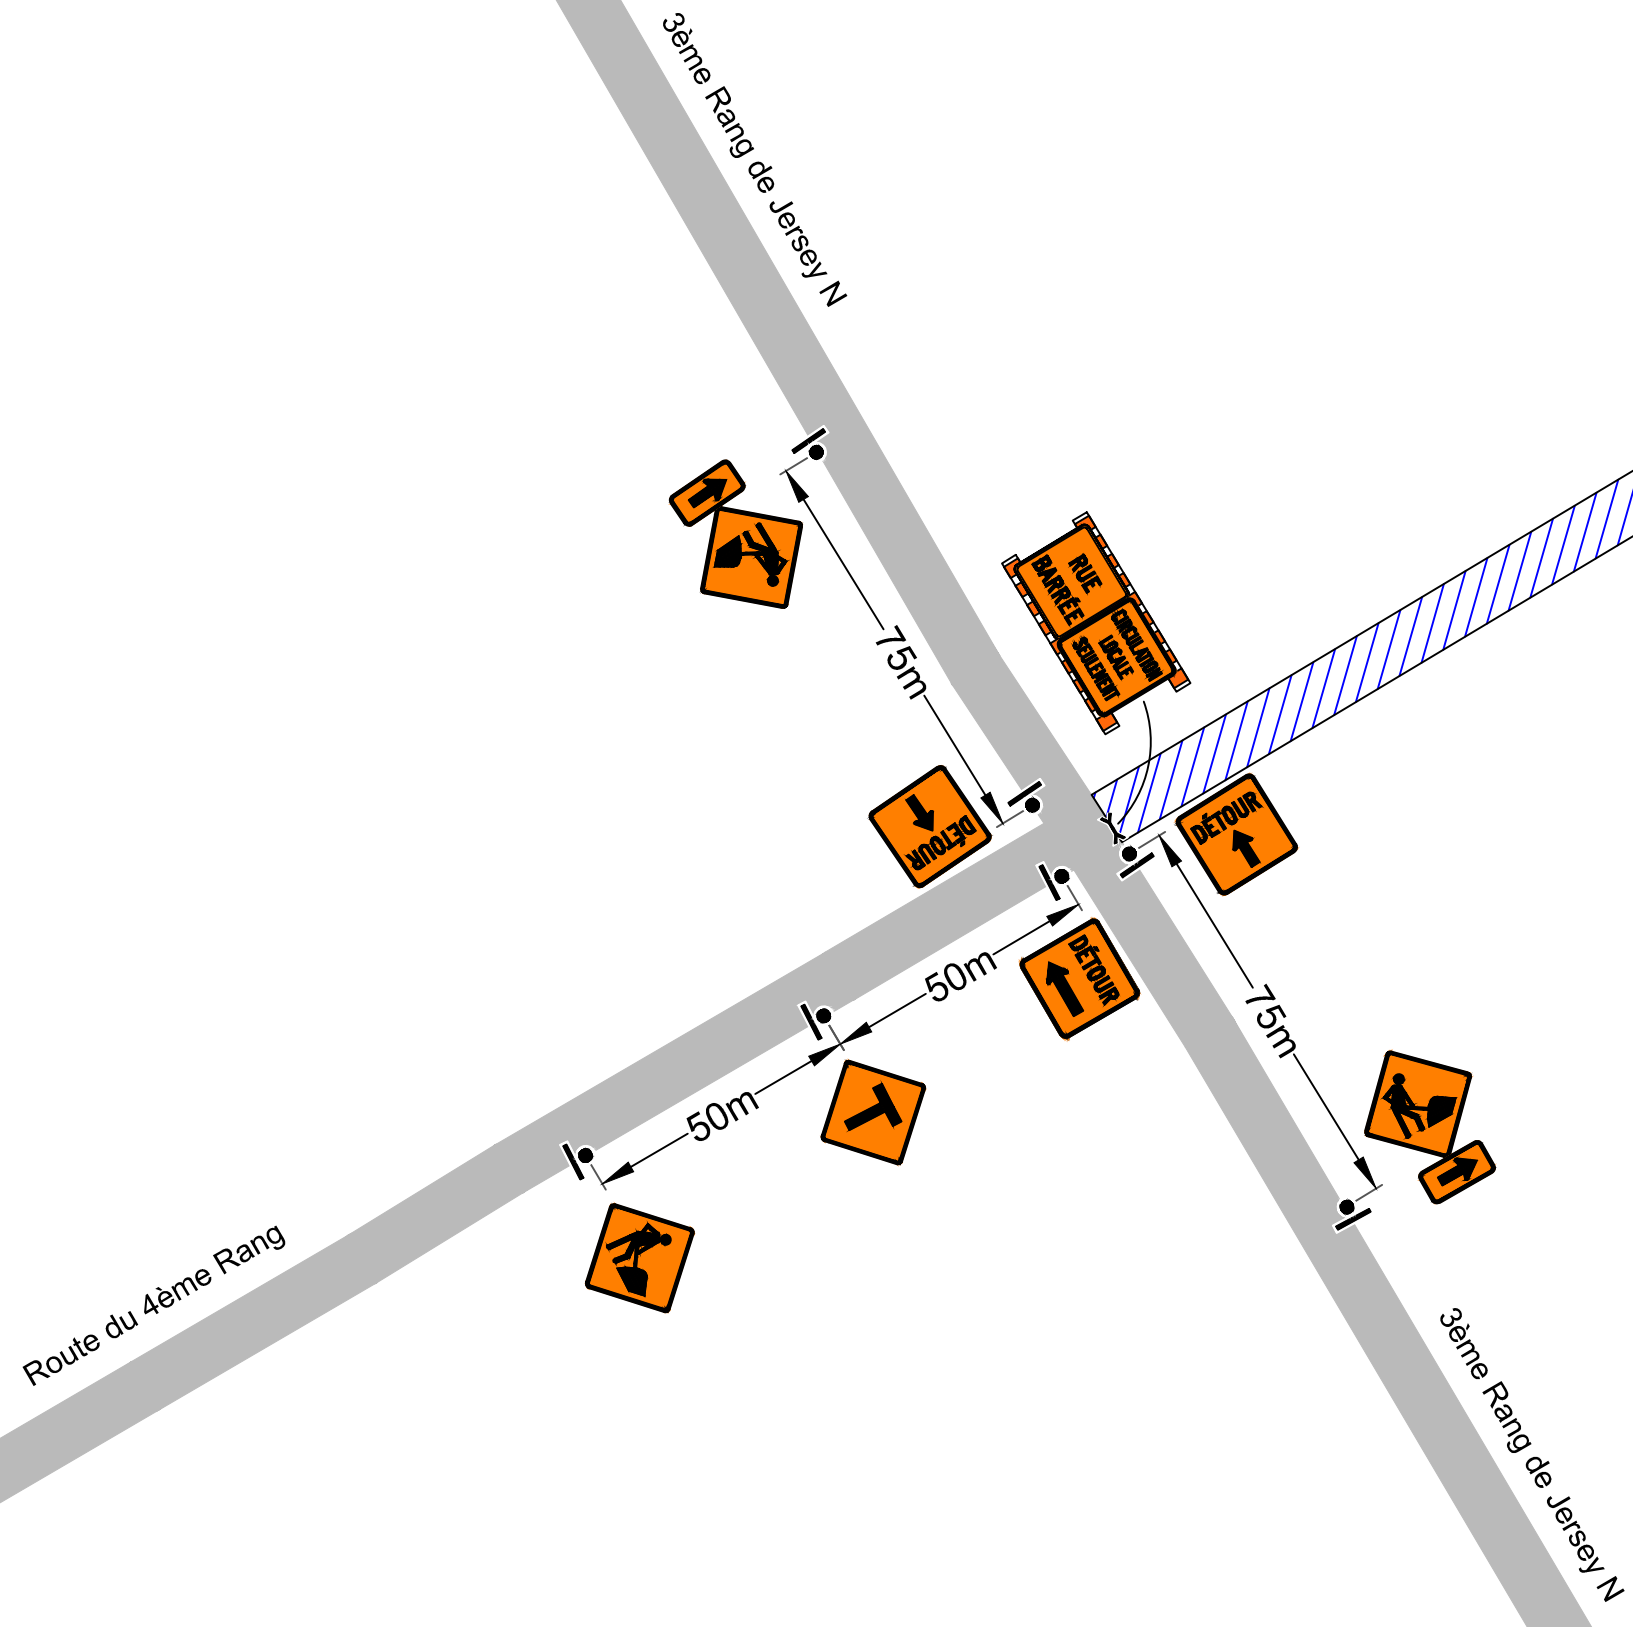 3ème Rang de Jersey N
RUE
BARRÉE
CIRCULATION
LOCALE
SEULEMENT
75m
DÉTOUR
DÉTOUR
50m
DÉTOUR
75m
50m
Route du 4ème Rang
3ème Rang de Jersey N